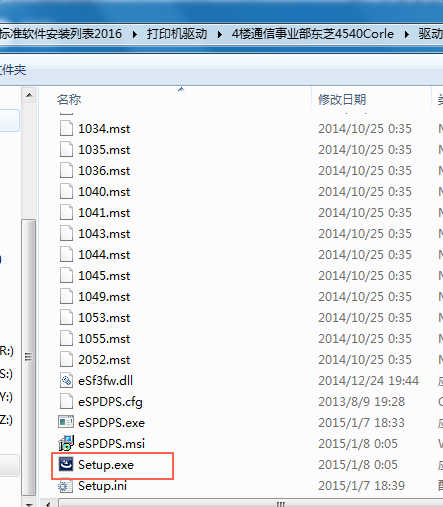 标准软件安装列表2016 ▸ 打印机驱动 ▸ 4楼通信事业部东芝4540Corle ▸ 驱动
文件夹
名称 修改日期
1034.mst 2014/10/25 0:35
1035.mst 2014/10/25 0:35
1036.mst 2014/10/25 0:35
1040.mst 2014/10/25 0:35
1041.mst 2014/10/25 0:35
1043.mst 2014/10/25 0:35
1044.mst 2014/10/25 0:35
1045.mst 2014/10/25 0:35
1049.mst 2014/10/25 0:35
1053.mst 2014/10/25 0:35
R:) 1055.mst 2014/10/25 0:35
S:) 2052.mst 2014/10/25 0:35
eSf3fw.dll 2014/12/24 19:44
Y:) eSPDPS.cfg 2013/8/9 19:28
Z:) eSPDPS.exe 2015/1/7 18:33
eSPDPS.msi 2015/1/8 0:05
Setup.exe 2015/1/8 0:05
Setup.ini 2015/1/7 18:39